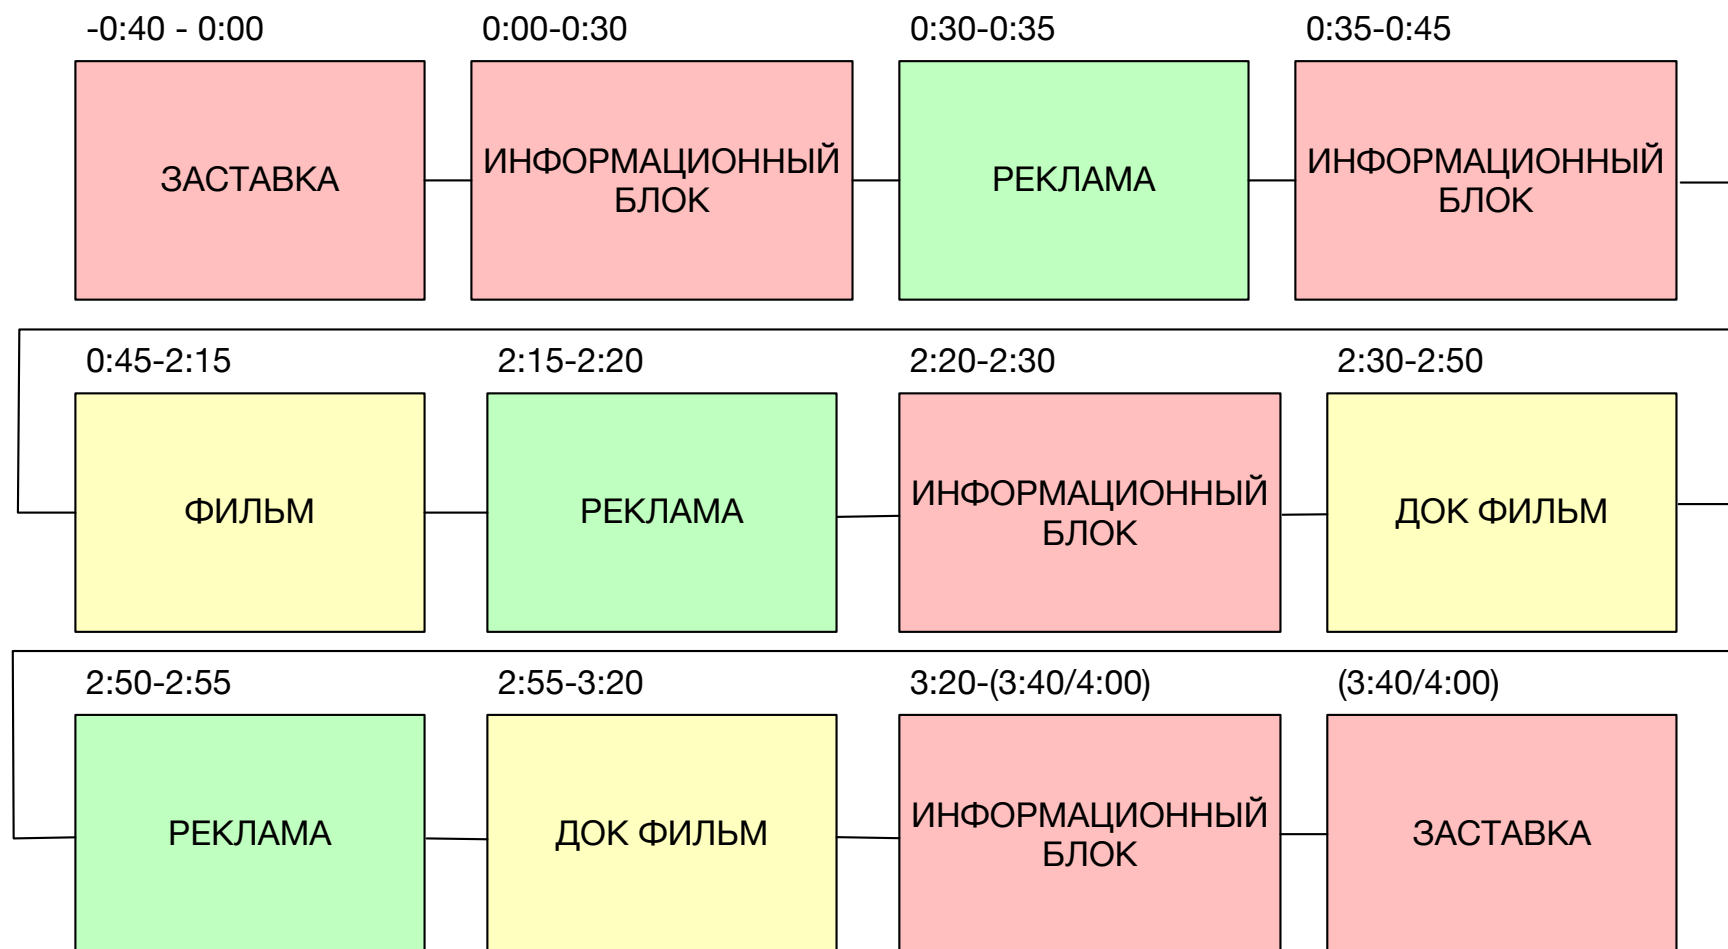 -0:40 - 0:00
0:00-0:30
0:30-0:35
0:35-0:45
ЗАСТАВКА
ИНФОРМАЦИОННЫЙ
БЛОК
РЕКЛАМА
ИНФОРМАЦИОННЫЙ
БЛОК
0:45-2:15
2:15-2:20
2:20-2:30
2:30-2:50
ФИЛЬМ
РЕКЛАМА
ИНФОРМАЦИОННЫЙ
БЛОК
ДОК ФИЛЬМ
2:50-2:55
2:55-3:20
3:20-(3:40/4:00)
(3:40/4:00)
РЕКЛАМА
ДОК ФИЛЬМ
ИНФОРМАЦИОННЫЙ
БЛОК
ЗАСТАВКА